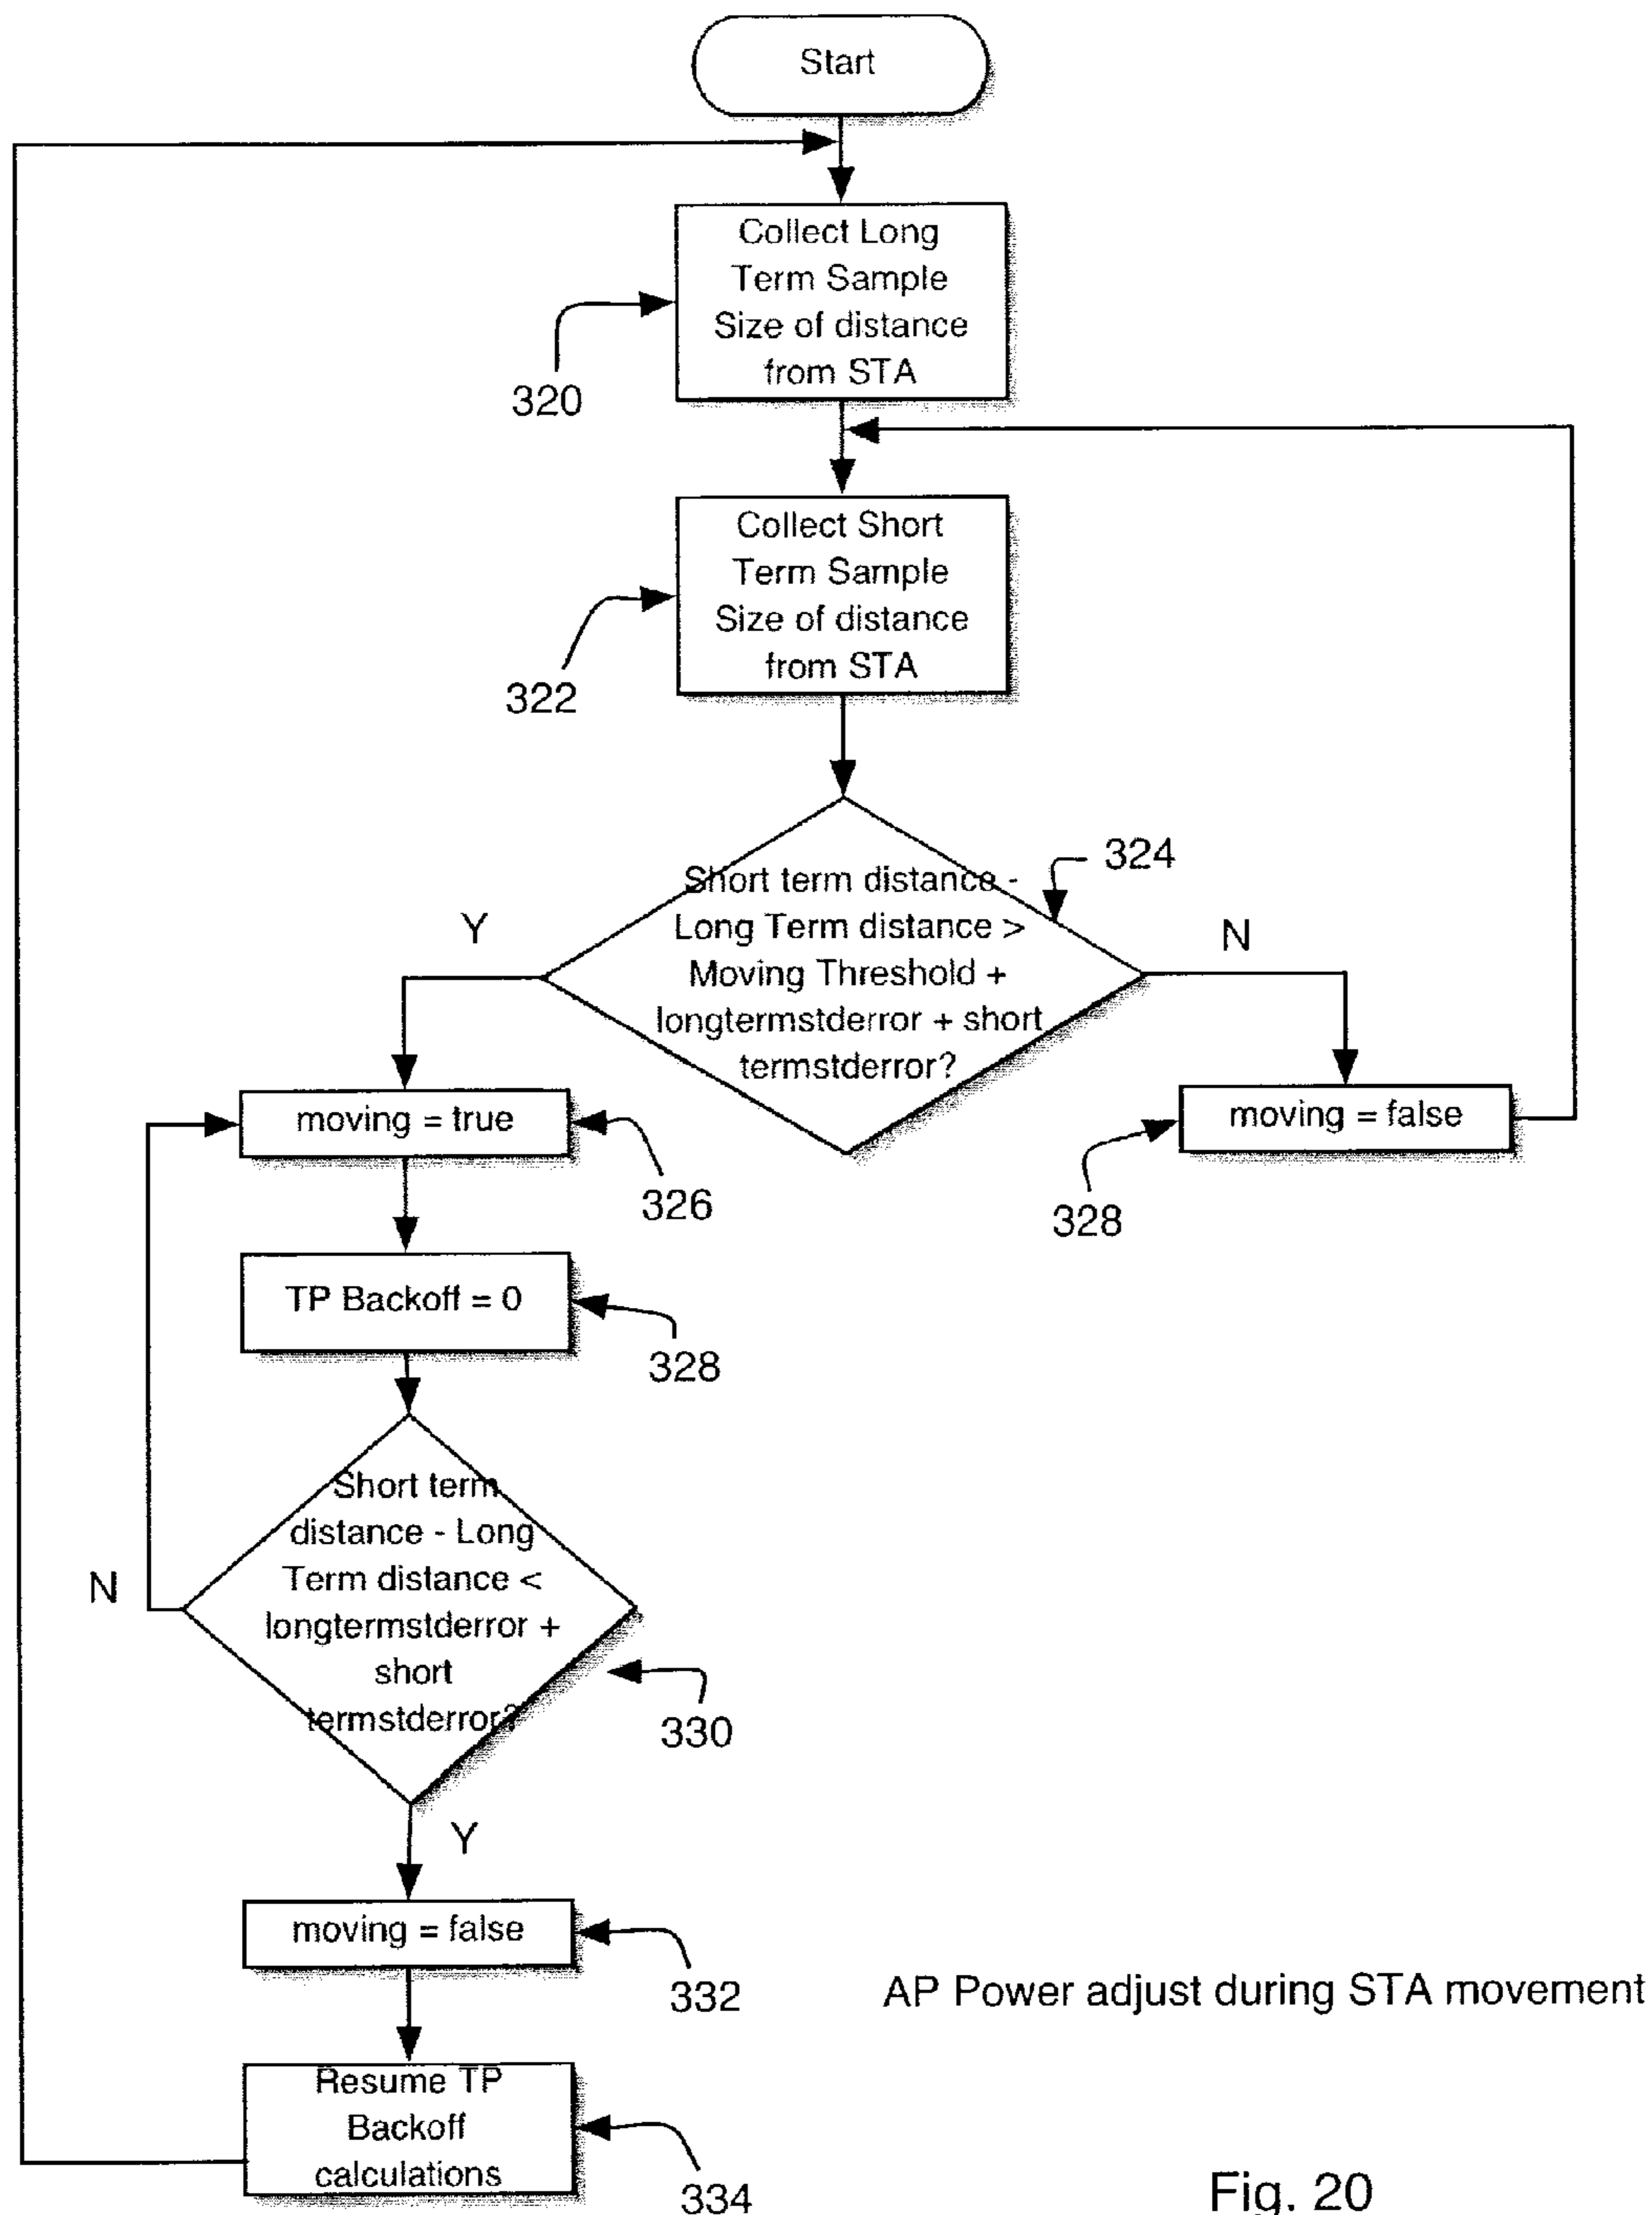 Start
Collect Long
Term Sample
Size of distance
from STA
320
Collect Short
Term Sample
Size of distance
from STA
322
324
Short term distance -
Long Term distance >
Moving Threshold +
longtermstderror + short
termstderror?
Y
N
moving = true
326
moving = false
328
TP Backoff = 0
328
Short term
distance - Long
Term distance <
longtermstderror +
short
termstderror?
N
330
Y
moving = false
332
AP Power adjust during STA movement
Resume TP
Backoff
calculations
334
Fig. 20